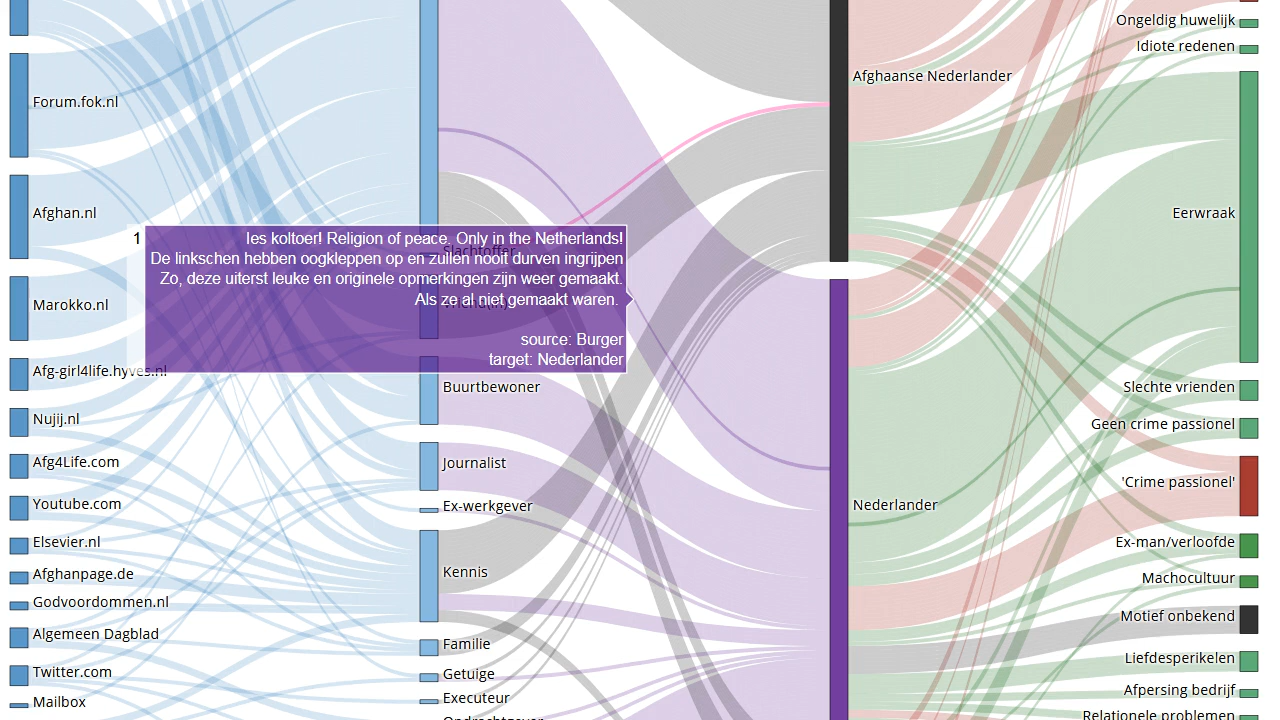 Forum.fok.nl
Afghan.nl
Marokko.nl
Afg-girl4life.hyves.nl
Nujij.nl
Afg4Life.com
Youtube.com
Elsevier.nl
Afghanpage.de
Godvoordommen.nl
Algemeen Dagblad
Twitter.com
Mailbox
1
Ies koltoer! Religion of peace. Only in the Netherlands!
De linkschen hebben oogkleppen op en zullen nooit durven ingrijpen
Zo, deze uiterst leuke en originele opmerkingen zijn weer gemaakt.
Als ze al niet gemaakt waren.
source: Burger
target: Nederlander
Slachtoffer
Buurtbewoner
Journalist
Ex-werkgever
Kennis
Familie
Getuige
Executeur
Opdrachtgever
Afghaanse Nederlander
Nederlander
Ongeldig huwelijk
Idiote redenen
Eerwraak
Slechte vrienden
Geen crime passionel
'Crime passionel'
Ex-man/verloofde
Machocultuur
Motief onbekend
Liefdesperikelen
Afpersing bedrijf
Relationele problemen